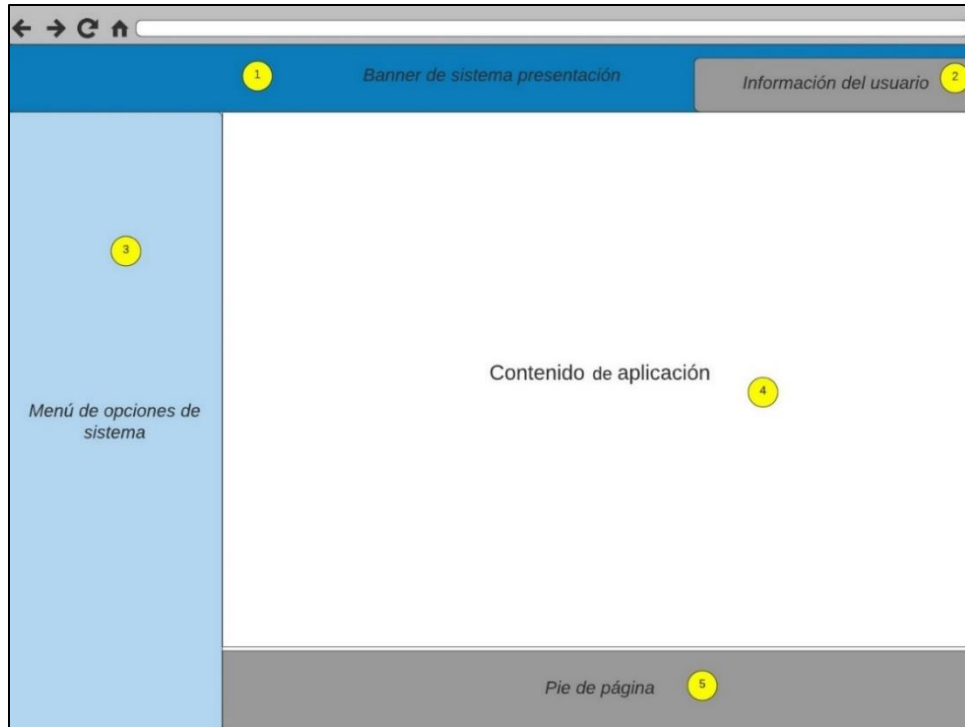 1
Banner de sistema presentación
Información del usuario
2
3
Menú de opciones de
sistema
Contenido de aplicación
4
Pie de página
5